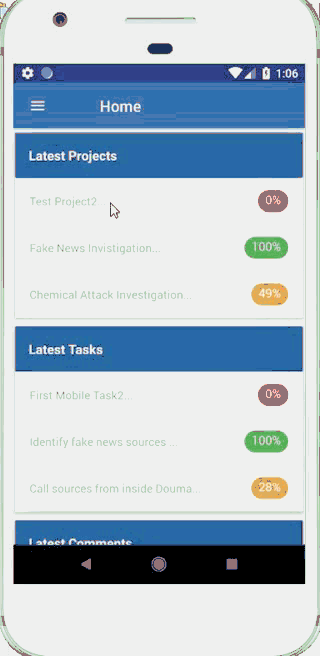 1:06
Home
Latest Projects
Test Project2
0%
Fake News Invistigation...
100%
Chemical Attack Investigation...
49%
Latest Tasks
First Mobile Task2...
0%
Identify fake news sources ...
100%
Call sources from inside Douma...
28%
Latest Comments